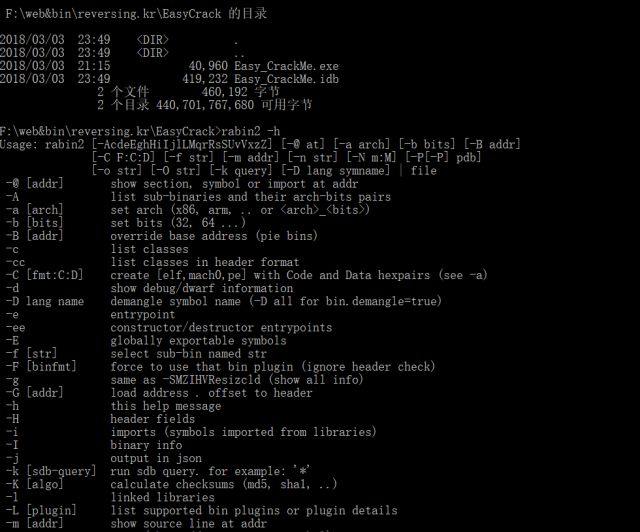 F:\web&bin\reversing.kr\EasyCrack 的目录
2018/03/03  23:49    <DIR>          .
2018/03/03  23:49    <DIR>          ..
2018/03/03  21:15            40,960 Easy_CrackMe.exe
2018/03/03  23:49           419,232 Easy_CrackMe.idb
2 个文件        460,192 字节
2 个目录 440,701,767,680 可用字节
F:\web&bin\reversing.kr\EasyCrack>rabin2 -h
Usage: rabin2 [-AcdeEghHiIjlLMqrRsSUvVxzZ] [-@ at] [-a arch] [-b bits] [-B addr]
[-C F:C:D] [-f str] [-m addr] [-n str] [-N m:M] [-P[-P] pdb]
[-o str] [-O str] [-k query] [-D lang symname] | file
-@ [addr]       show section, symbol or import at addr
-A              list sub-binaries and their arch-bits pairs
-a [arch]       set arch (x86, arm, .. or <arch>_<bits>)
-b [bits]       set bits (32, 64 ...)
-B [addr]       override base address (pie bins)
-c              list classes
-cc             list classes in header format
-C [fmt:C:D]    create [elf,mach0,pe] with Code and Data hexpairs (see -a)
-d              show debug/dwarf information
-D lang name    demangle symbol name (-D all for bin.demangle=true)
-e              entrypoint
-ee             constructor/destructor entrypoints
-E              globally exportable symbols
-f [str]        select sub-bin named str
-F [binfmt]     force to use that bin plugin (ignore header check)
-g              same as -SMZIHVResizcld (show all info)
-G [addr]       load address . offset to header
-h              this help message
-H              header fields
-i              imports (symbols imported from libraries)
-I              binary info
-j              output in json
-k [sdb-query]  run sdb query. for example: '*'
-K [algo]       calculate checksums (md5, sha1, ..)
-l              linked libraries
-L [plugin]     list supported bin plugins or plugin details
-m [addr]       show source line at addr